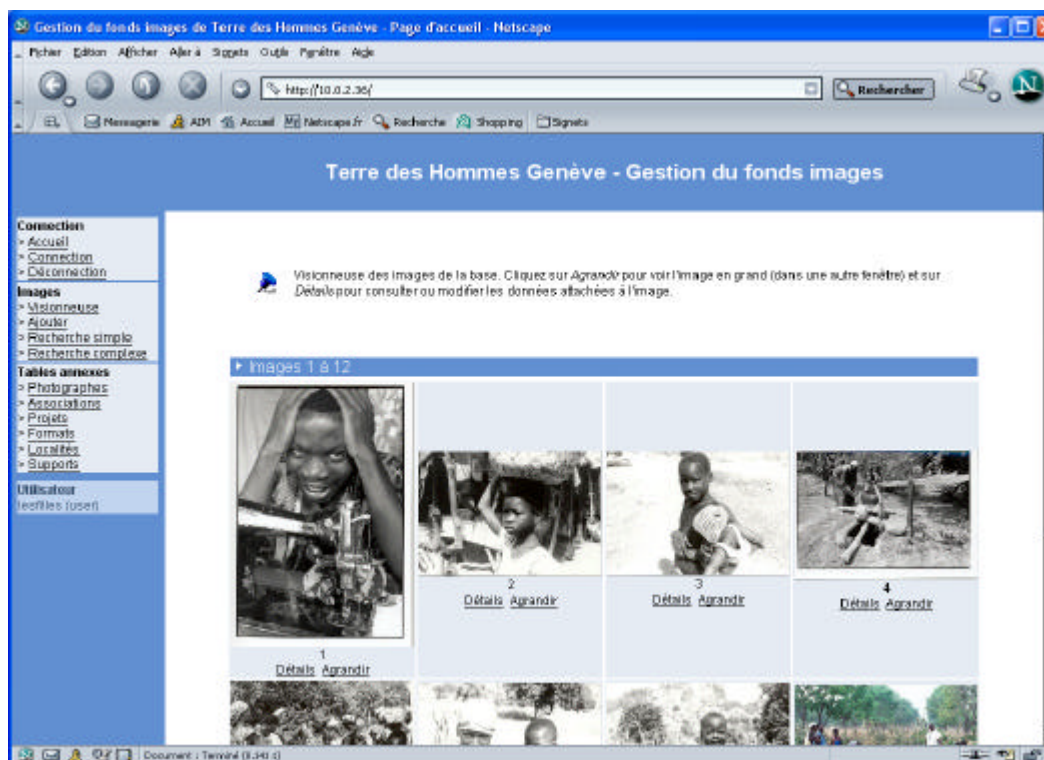 Gestion du fonds images de Terre des Hommes Genève - Page d'accueil - Netscape
Fichier Edition Afficher Aller à Signets Outils Fenêtre Aide
http://10.0.2.36/ Rechercher
Messagerie AIM Accueil Netscape.fr Recherche Shopping Signets
Terre des Hommes Genève - Gestion du fonds images
Connection
> Accueil
> Connection
> Déconnection
Images
> Visionneuse
> Ajouter
> Recherche simple
> Recherche complexe
Tables annexes
> Photographes
> Associations
> Projets
> Formats
> Localités
> Supports
Utilisateur
lesfilles (user)
Visionneuse des images de la base. Cliquez sur Agrandir pour voir l'image en grand (dans une autre fenêtre) et sur
Détails pour consulter ou modifier les données attachées à l'image.
Images 1 à 12
1
Détails Agrandir
2
Détails Agrandir
3
Détails Agrandir
4
Détails Agrandir
Document : Terminé